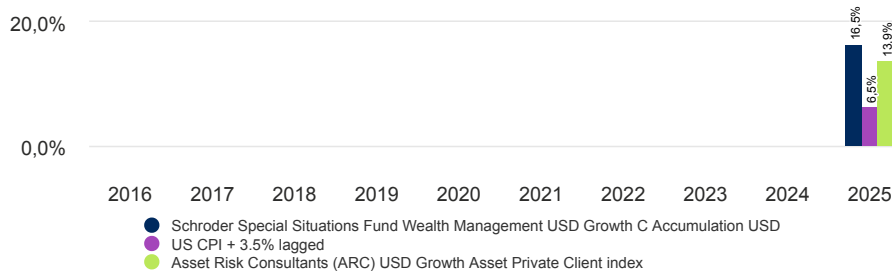 20,0%
16,5%
6,5%
13.9%
0,0%
2016 2017 2018 2019 2020 2021 2022 2023 2024 2025
Schroder Special Situations Fund Wealth Management USD Growth C Accumulation USD
US CPI + 3.5% lagged
Asset Risk Consultants (ARC) USD Growth Asset Private Client index